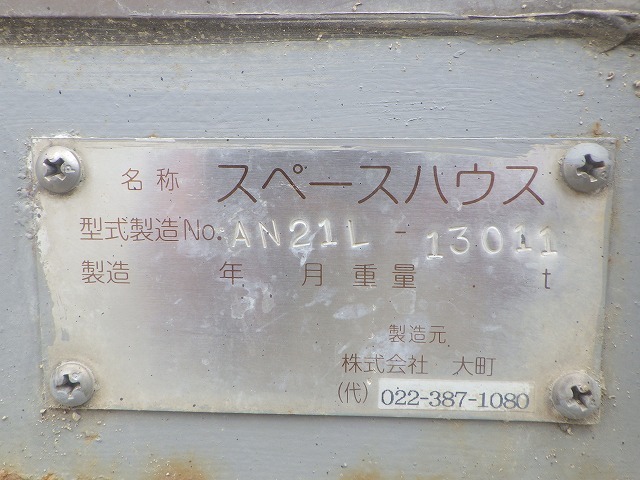 名称 スペースハウス
型式製造No. AN21L - 13011
製造 年 月 重量 t
製造元
株式会社 大町
(代) 022-387-1080